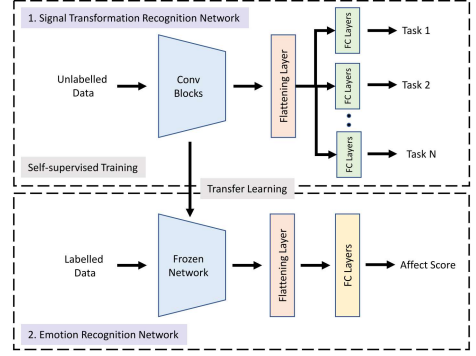 1. Signal Transformation Recognition Network
Unlabelled
Data
Conv
Blocks
Flattening Layer
FC Layers
Task 1
FC Layers
Task 2
FC Layers
Task N
Self-supervised Training
Transfer Learning
Labelled
Data
Frozen
Network
Flattening Layer
FC Layers
Affect Score
2. Emotion Recognition Network